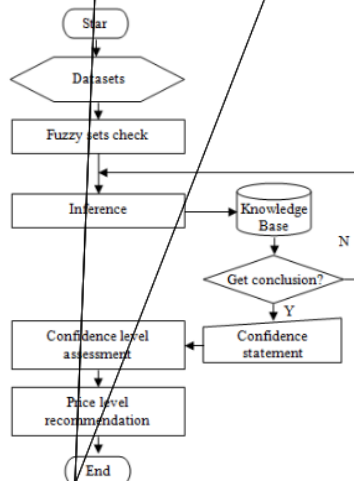 Star
Datasets
Fuzzy sets check
Inference
Knowledge
Base
N
Get conclusion?
Y
Confidence level
assessment
Confidence
statement
Price level
recommendation
End